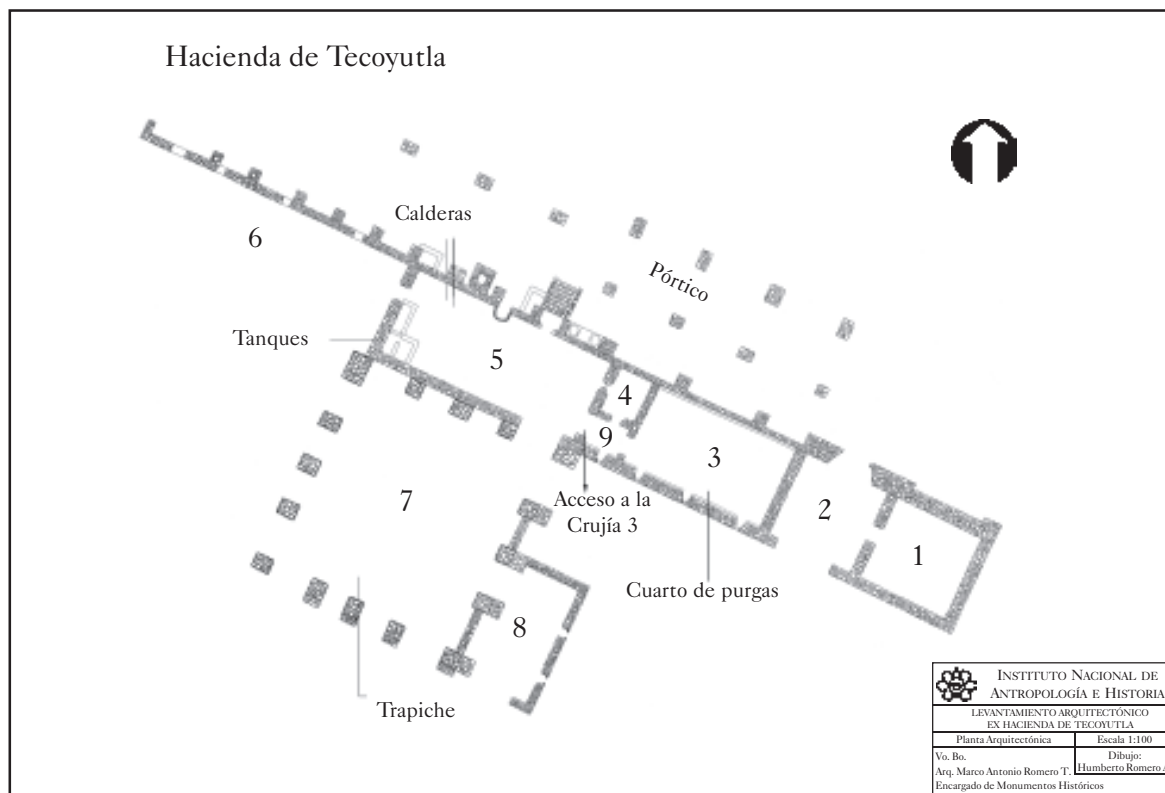 Hacienda de Tecoyutla
Calderas
6
Pórtico
Tanques
5
4
9
3
7
Acceso a la
Crujía 3
2
1
Cuarto de purgas
8
Trapiche
INSTITUTO NACIONAL DE
ANTROPOLOGÍA E HISTORIA
LEVANTAMIENTO ARQUITECTÓNICO
EX HACIENDA DE TECOYUTLA
Planta Arquitectónica
Escala 1:100
Vo. Bo.
Arq. Marco Antonio Romero T.
Encargado de Monumentos Históricos
Dibujo:
Humberto Romero